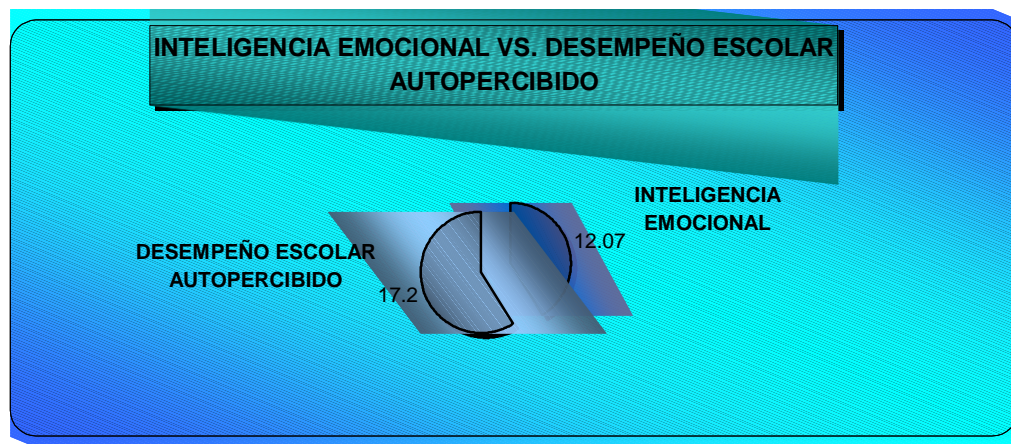 INTELIGENCIA EMOCIONAL VS. DESEMPEÑO ESCOLAR
AUTOPERCIBIDO
INTELIGENCIA
EMOCIONAL
12.07
DESEMPEÑO ESCOLAR
AUTOPERCIBIDO
17.2